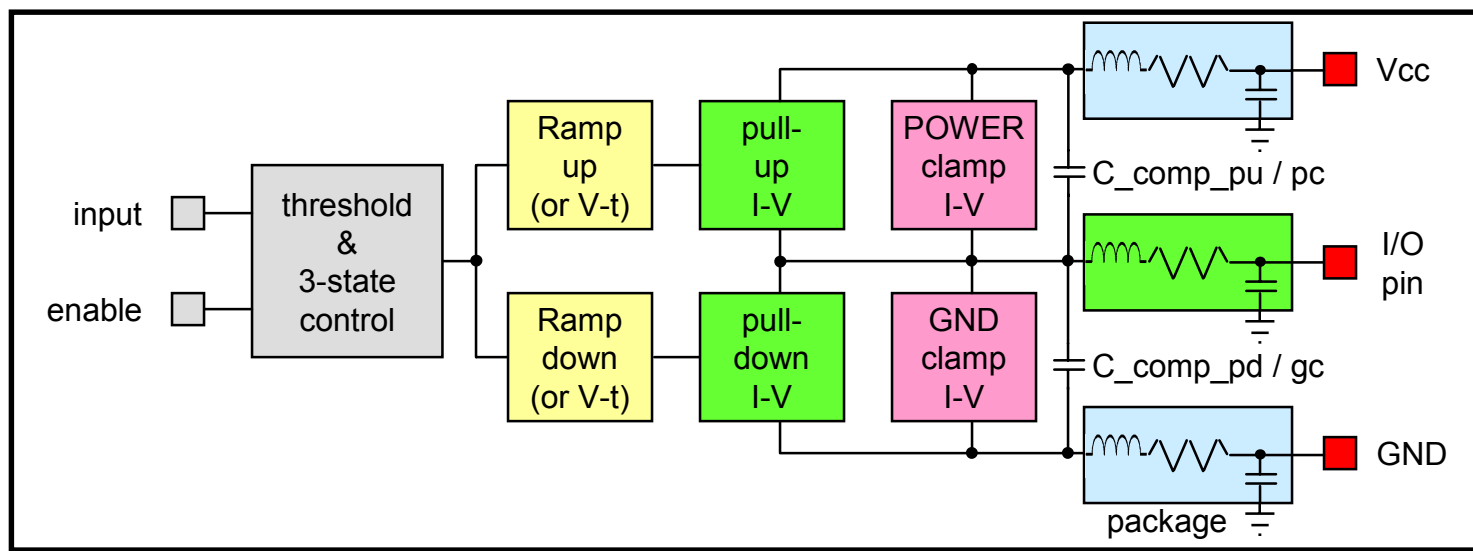 input
enable
threshold
&
3-state
control
Ramp
up
(or V-t)
Ramp
down
(or V-t)
pull-
up
I-V
pull-
down
I-V
POWER
clamp
I-V
GND
clamp
I-V
C_comp_pu / pc
C_comp_pd / gc
package
Vcc
I/O
pin
GND